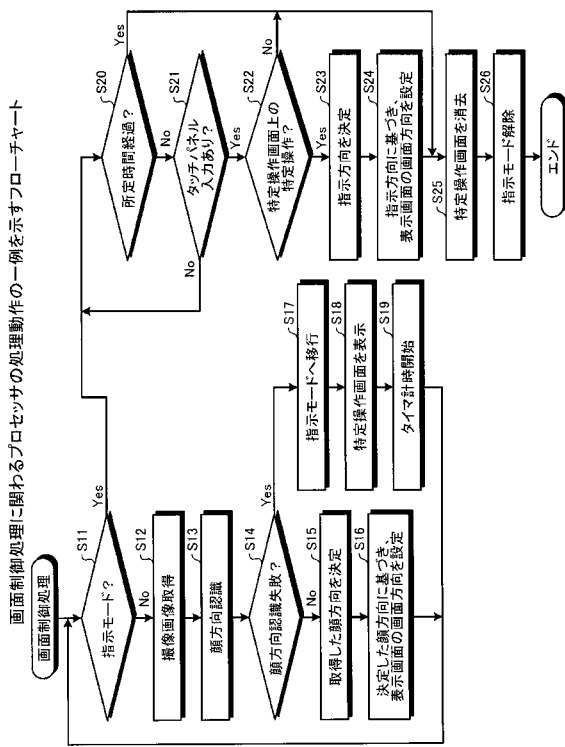 画面制御処理に関わるプロセッサの処理動作の一例を示すフローチャート
画面制御処理
S11
指示モード?
Yes
No
S12
撮像画像取得
S13
顔方向認識
S14
顔方向認識失敗?
Yes
No
S15
取得した顔方向を決定
S16
決定した顔方向に基づき、
表示画面の画面方向を設定
S17
指示モードへ移行
S18
特定操作画面を表示
S19
タイマ計時開始
S20
所定時間経過?
Yes
No
S21
タッチパネル
入力あり?
No
Yes
S22
特定操作画面上の
特定操作?
No
Yes
S23
指示方向を決定
S24
指示方向に基づき、
表示画面の画面方向を設定
S25
特定操作画面を消去
S26
指示モード解除
エンド